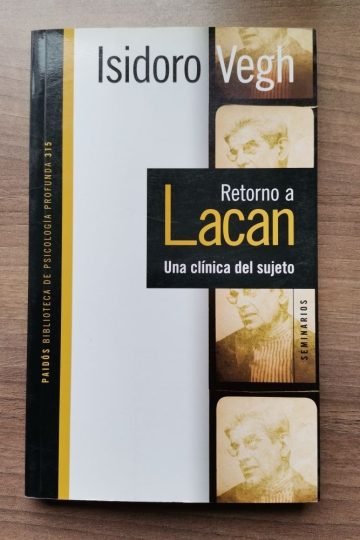 Isidoro Vegh
Retorno a
Lacan
Una clínica del sujeto
SEMINARIOS
PAIDÓS BIBLIOTECA DE PSICOLOGÍA PROFUNDA 315